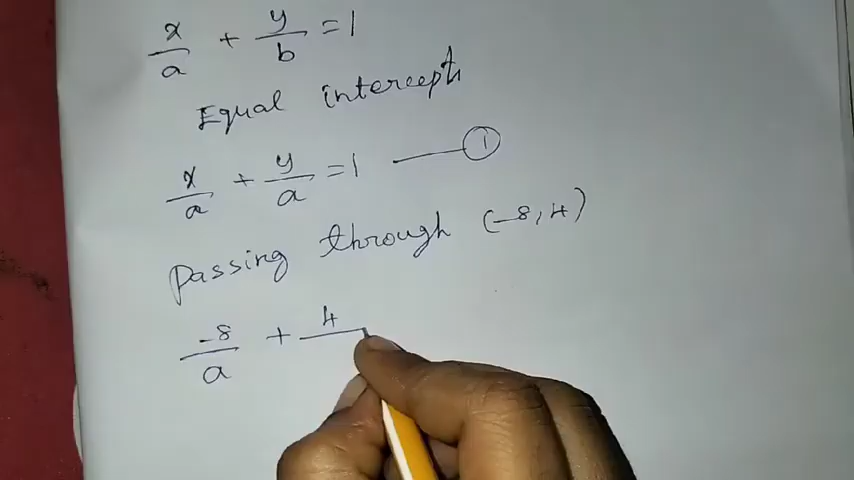 x/a + y/b = 1
Equal intercepts
x/a + y/a = 1 —— ①
passing through (-8, 4)
-8/a + 4/